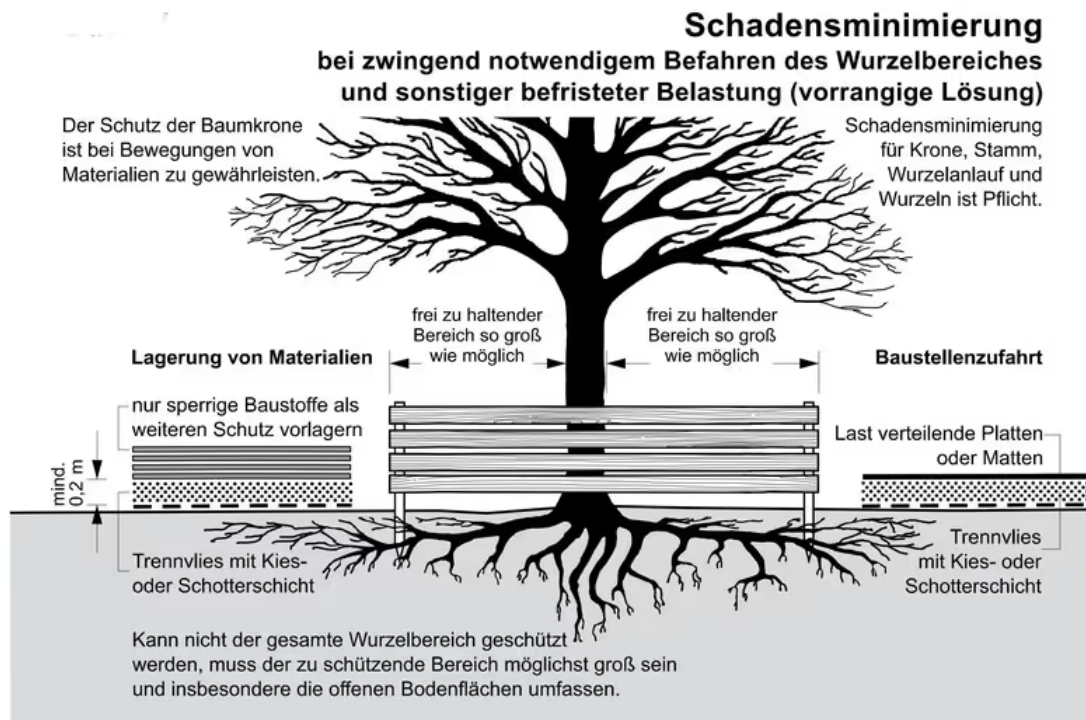 Schadensminimierung
bei zwingend notwendigem Befahren des Wurzelbereiches
und sonstiger befristeter Belastung (vorrangige Lösung)
Der Schutz der Baumkrone
ist bei Bewegungen von
Materialien zu gewährleisten.
Schadensminimierung
für Krone, Stamm,
Wurzelanlauf und
Wurzeln ist Pflicht.
frei zu haltender
Bereich so groß
wie möglich
frei zu haltender
Bereich so groß
wie möglich
Lagerung von Materialien
Baustellenzufahrt
nur sperrige Baustoffe als
weiteren Schutz vorlagern
Last verteilende Platten
oder Matten
mind.
0,2 m
Trennvlies mit Kies-
oder Schotterschicht
Trennvlies
mit Kies- oder
Schotterschicht
Kann nicht der gesamte Wurzelbereich geschützt
werden, muss der zu schützende Bereich möglichst groß sein
und insbesondere die offenen Bodenflächen umfassen.